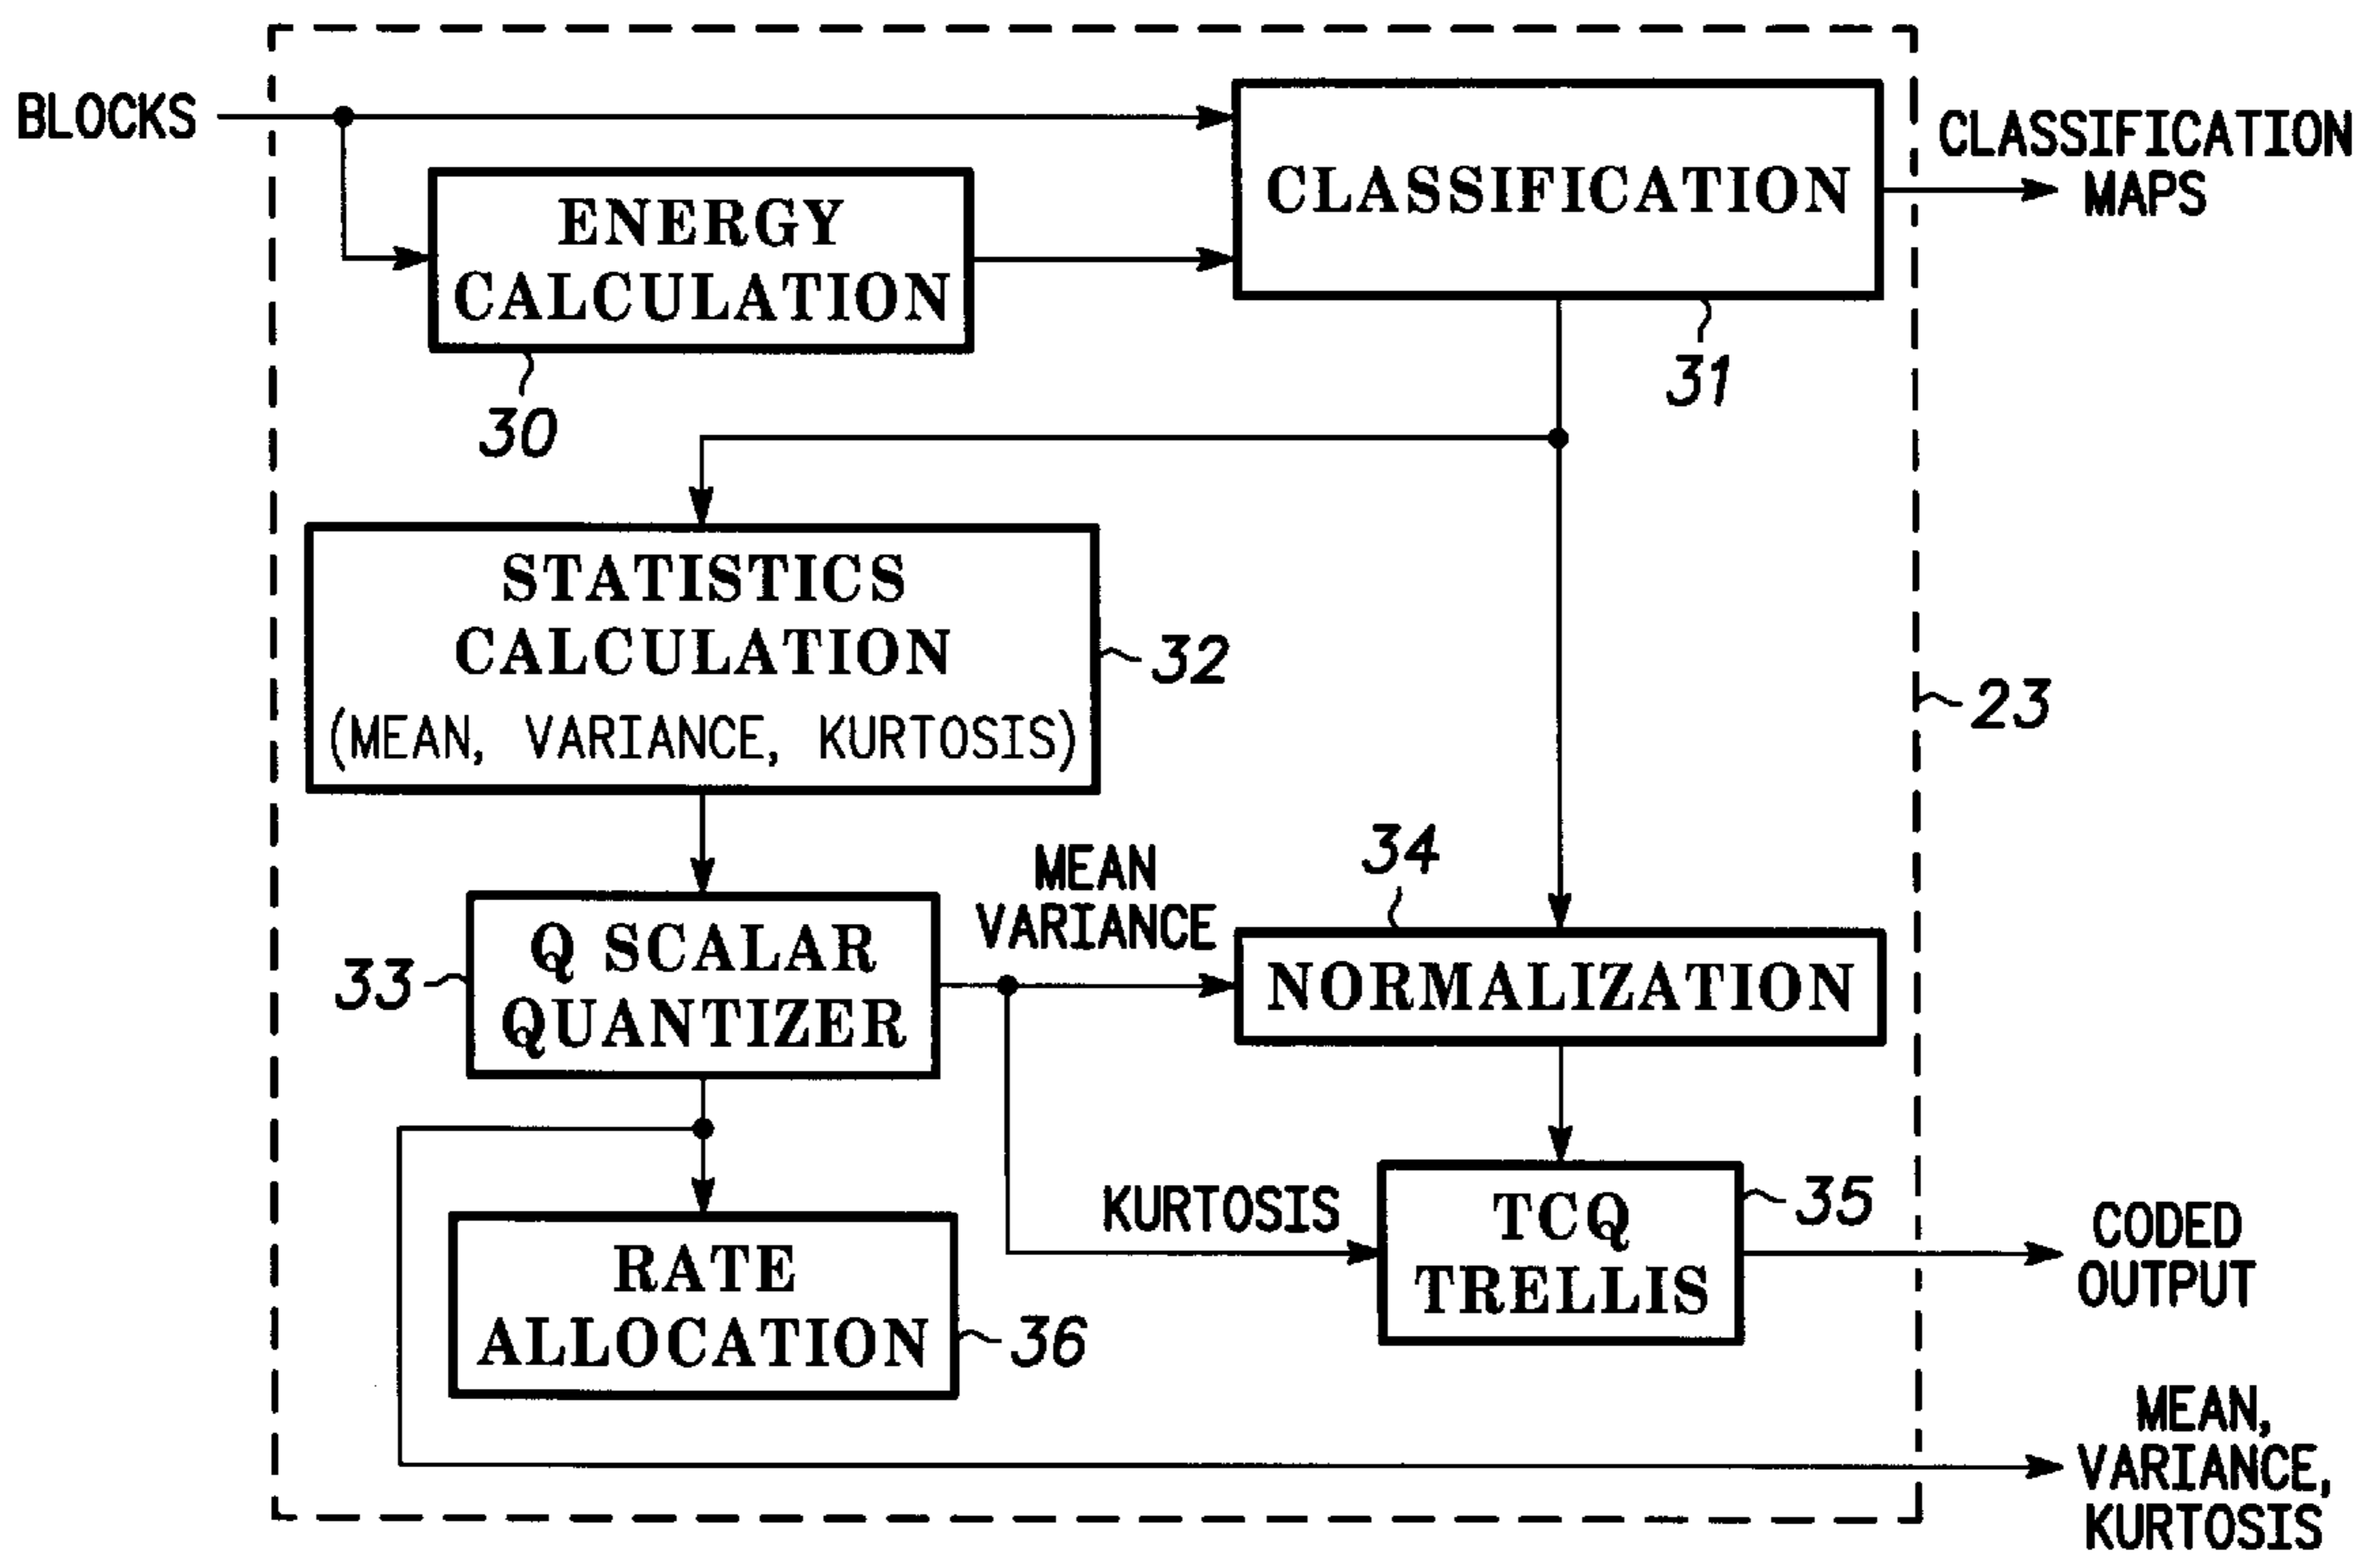 BLOCKS
CLASSIFICATION
MAPS
ENERGY
CALCULATION
30
CLASSIFICATION
31
STATISTICS
CALCULATION
(MEAN, VARIANCE, KURTOSIS)
32
23
MEAN
VARIANCE
34
33
Q SCALAR
QUANTIZER
NORMALIZATION
KURTOSIS
TCQ
TRELLIS
35
CODED
OUTPUT
RATE
ALLOCATION
36
MEAN,
VARIANCE,
KURTOSIS